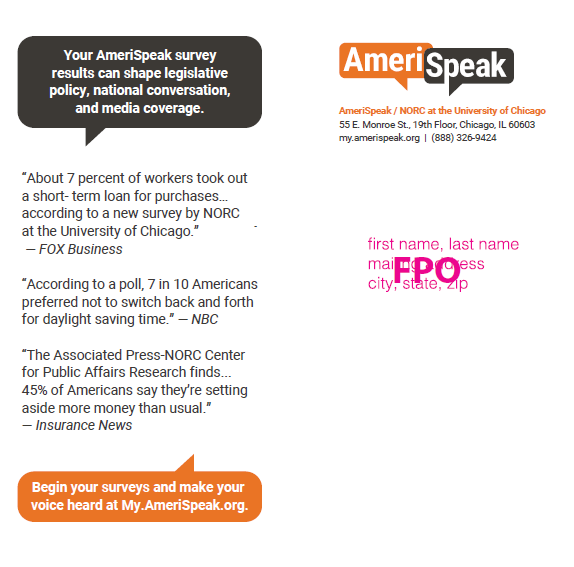 Your AmeriSpeak survey
results can shape legislative
policy, national conversation,
and media coverage.
“About 7 percent of workers took out
a short- term loan for purchases...
according to a new survey by NORC
at the University of Chicago.”
— FOX Business
“According to a poll, 7 in 10 Americans
preferred not to switch back and forth
for daylight saving time.” — NBC
“The Associated Press-NORC Center
for Public Affairs Research finds...
45% of Americans say they’re setting
aside more money than usual.”
— Insurance News
Begin your surveys and make your
voice heard at My.AmeriSpeak.org.
AmeriSpeak
AmeriSpeak / NORC at the University of Chicago
55 E. Monroe St., 19th Floor, Chicago, IL 60603
my.amerispeak.org | (888) 326-9424
first name, last name
mailing address
FPO
city, state, zip